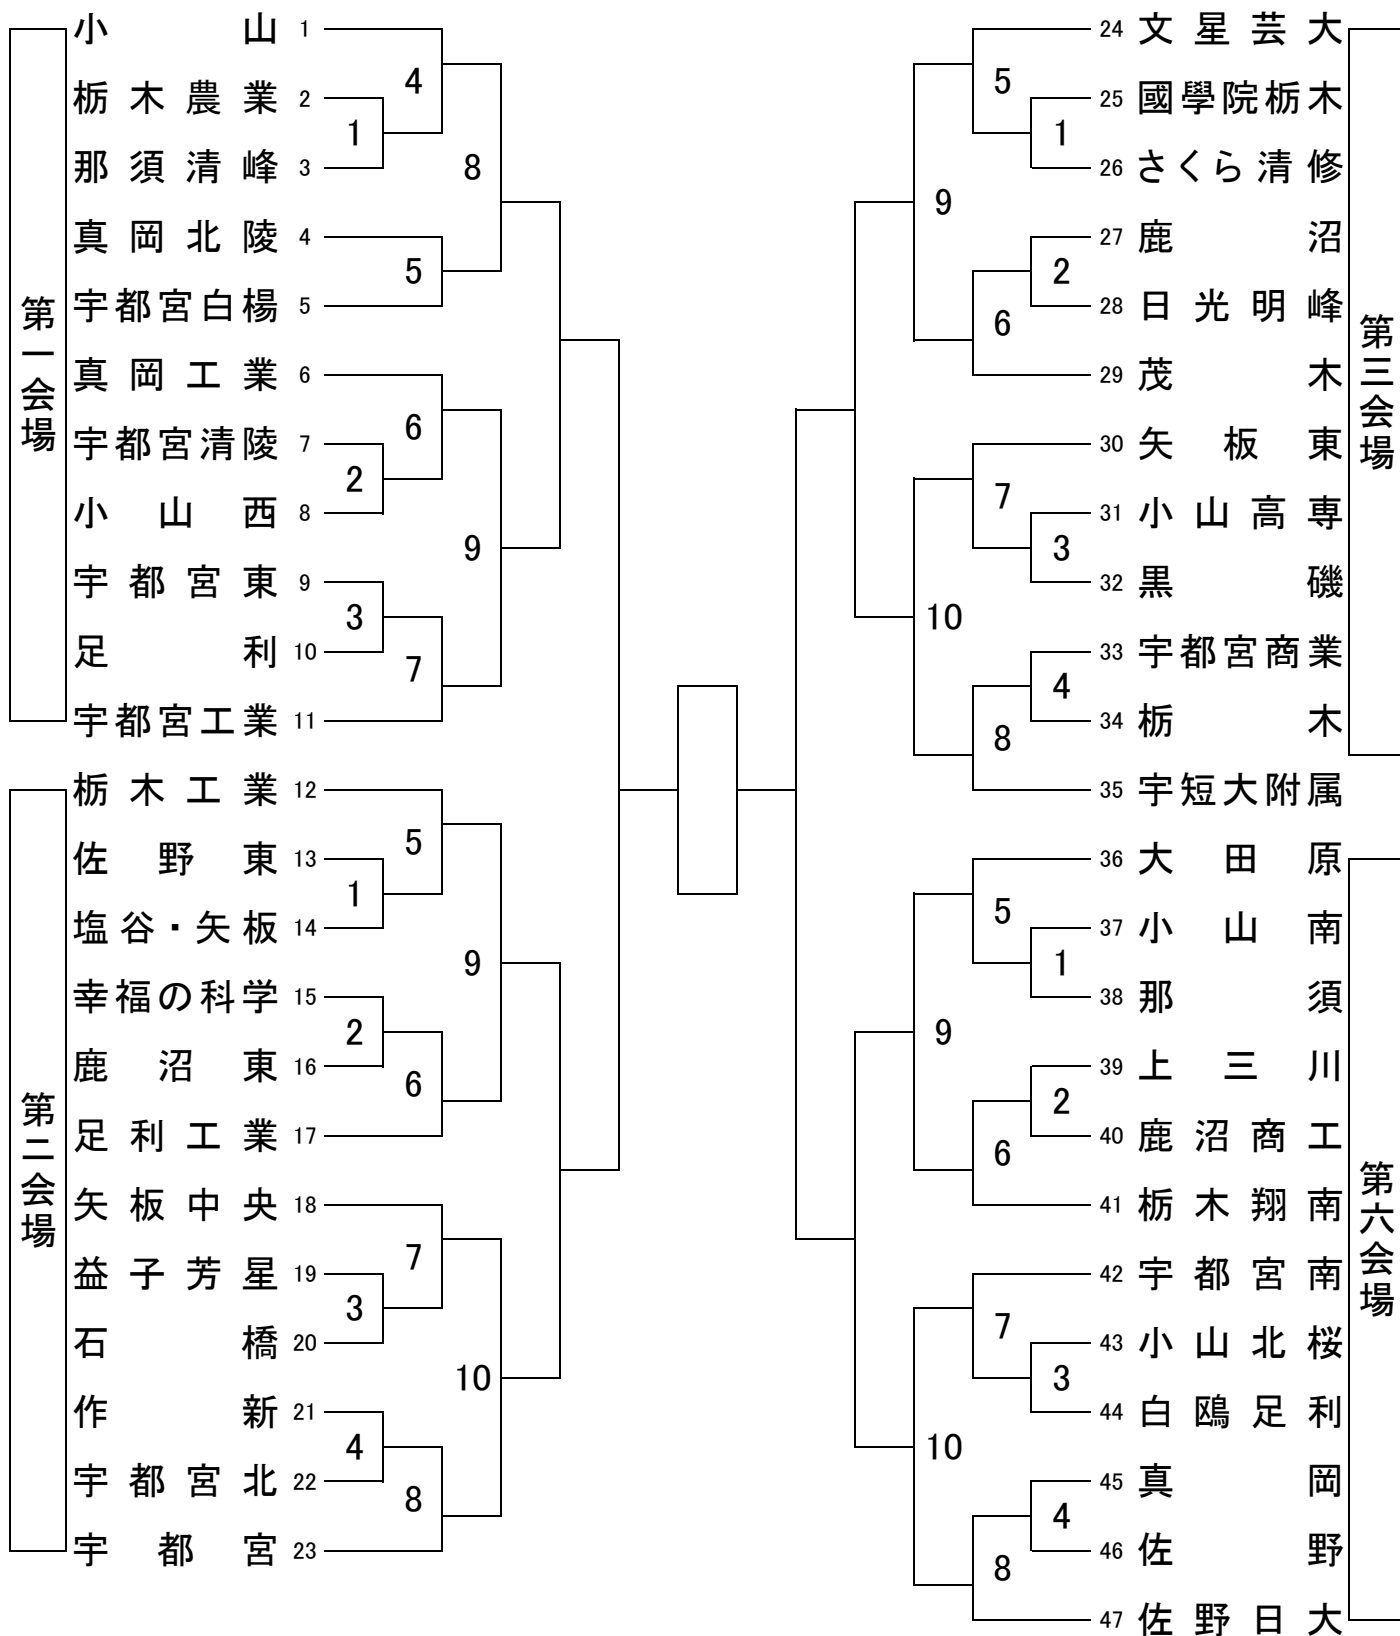 第一会場
小山 1
栃木農業 2
那須清峰 3
真岡北陵 4
宇都宮白楊 5
真岡工業 6
宇都宮清陵 7
小山西 8
宇都宮東 9
足利 10
宇都宮工業 11
4
1
8
5
6
2
9
3
7
第二会場
栃木工業 12
佐野東 13
塩谷・矢板 14
幸福の科学 15
鹿沼東 16
足利工業 17
矢板中央 18
益子芳星 19
石橋 20
作新 21
宇都宮北 22
宇都宮 23
5
1
9
2
6
7
3
10
4
8
第三会場
24 文星芸大
25 國學院栃木
26 さくら清修
27 鹿沼
28 日光明峰
29 茂木
30 矢板東
31 小山高専
32 黒磯
33 宇都宮商業
34 栃木
35 宇短大附属
5
1
9
2
6
7
3
10
4
8
第六会場
36 大田原
37 小山南
38 那須
39 上三川
40 鹿沼商工
41 栃木翔南
42 宇都宮南
43 小山北桜
44 白鴎足利
45 真岡
46 佐野
47 佐野日大
5
1
9
2
6
7
3
10
4
8